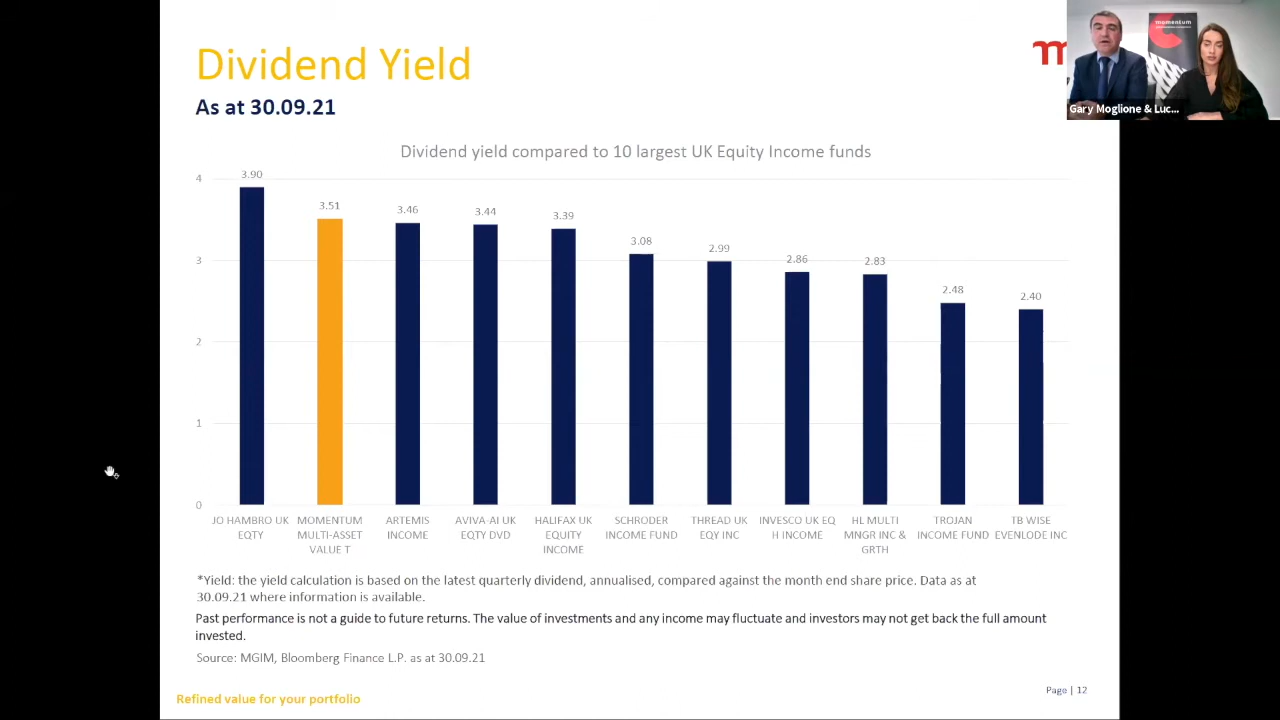 Dividend Yield
As at 30.09.21
momentum
Gary Moglione & Luc...
Dividend yield compared to 10 largest UK Equity Income funds
4
3
2
1
0
3.90
3.51
3.46
3.44
3.39
3.08
2.99
2.86
2.83
2.48
2.40
JO HAMBRO UK
EQTY
MOMENTUM
MULTI-ASSET
VALUE T
ARTEMIS
INCOME
AVIVA-AI UK
EQTY DVD
HALIFAX UK
EQUITY
INCOME
SCHRODER
INCOME FUND
THREAD UK
EQY INC
INVESCO UK EQ
H INCOME
HL MULTI
MNGR INC &
GRTH
TROJAN
INCOME FUND
TB WISE
EVENLODE INC
*Yield: the yield calculation is based on the latest quarterly dividend, annualised, compared against the month end share price. Data as at
30.09.21 where information is available.
Past performance is not a guide to future returns. The value of investments and any income may fluctuate and investors may not get back the full amount
invested.
Source: MGIM, Bloomberg Finance L.P. as at 30.09.21
Refined value for your portfolio
Page | 12